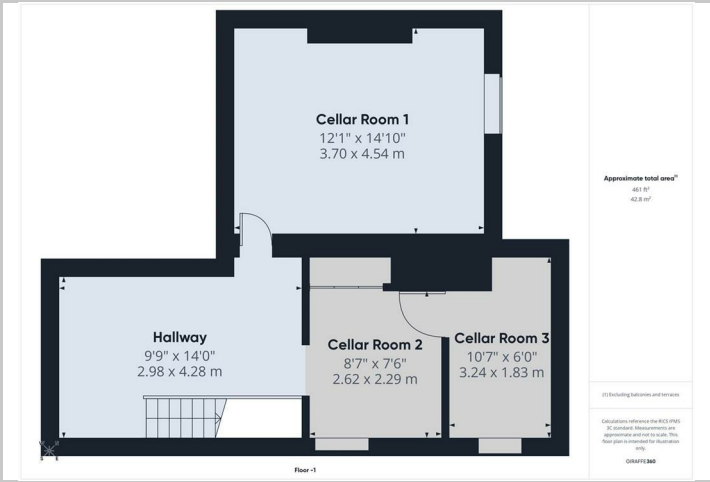 Cellar Room 1
12'1" x 14'10"
3.70 x 4.54 m
Approximate total area(1)
461 ft²
42.8 m²
Hallway
9'9" x 14'0"
2.98 x 4.28 m
Cellar Room 2
8'7" x 7'6"
2.62 x 2.29 m
Cellar Room 3
10'7" x 6'0"
3.24 x 1.83 m
(1) Excluding balconies and terraces
Calculations reference the RICS IPMS
3C standard. Measurements are
approximate and not to scale. This
floor plan is intended for illustration
only.
GIRAFFE360
S E
Floor -1